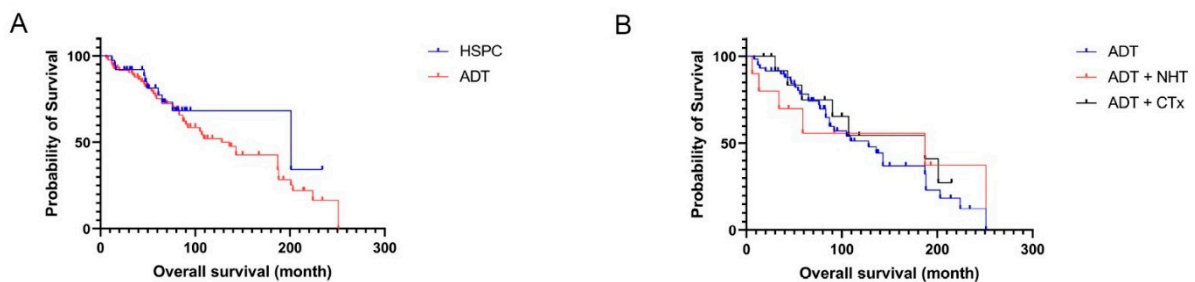 A
Probability of Survival
100
50
0
0 100 200 300
Overall survival (month)
HSPC
ADT
B
Probability of Survival
100
50
0
0 100 200 300
Overall survival (month)
ADT
ADT + NHT
ADT + CTx